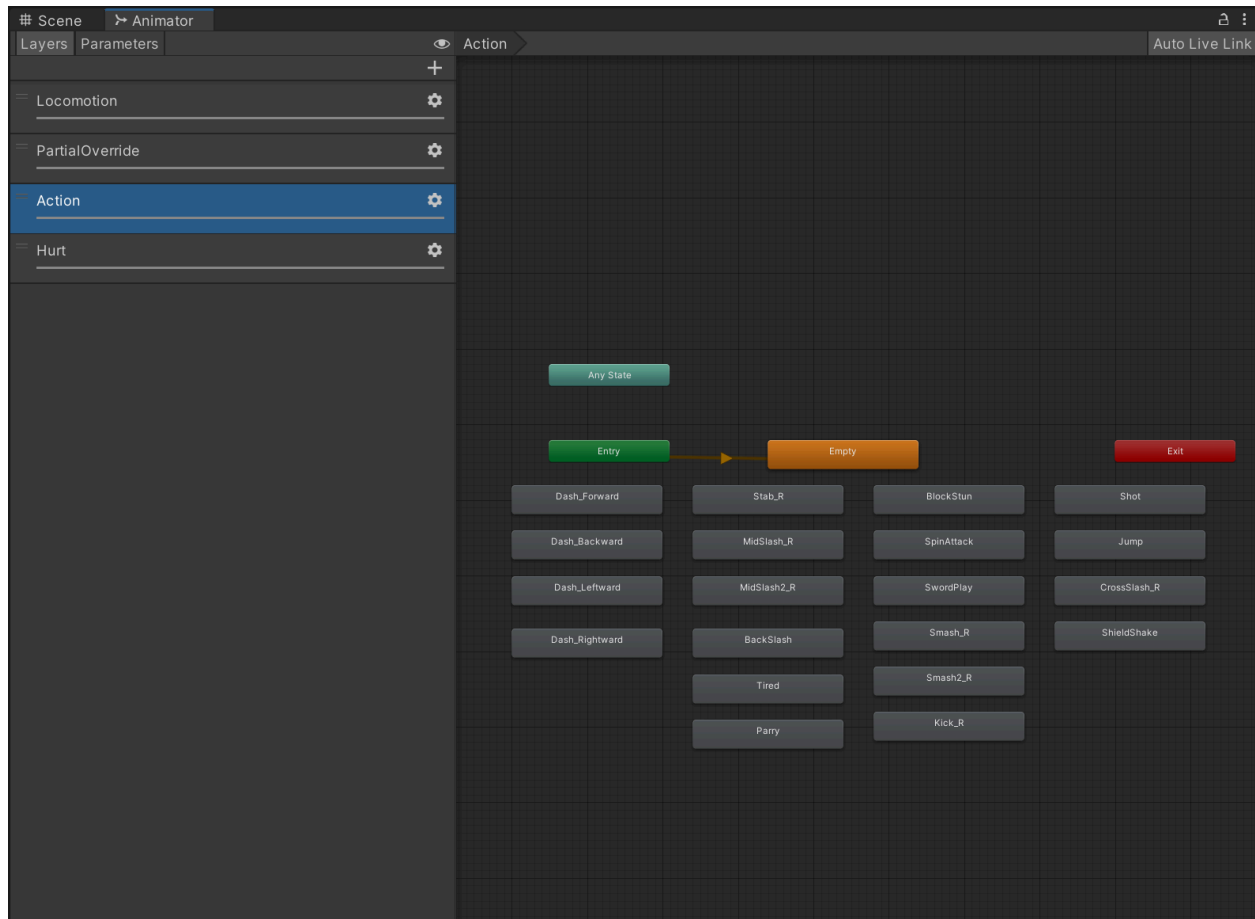 Scene
Animator
Layers
Parameters
Action
Auto Live Link
Locomotion
PartialOverride
Action
Hurt
Any State
Entry
Empty
Exit
Dash_Forward
Stab_R
BlockStun
Shot
Dash_Backward
MidSlash_R
SpinAttack
Jump
Dash_Leftward
MidSlash2_R
SwordPlay
CrossSlash_R
Dash_Rightward
BackSlash
Smash_R
ShieldShake
Tired
Smash2_R
Parry
Kick_R